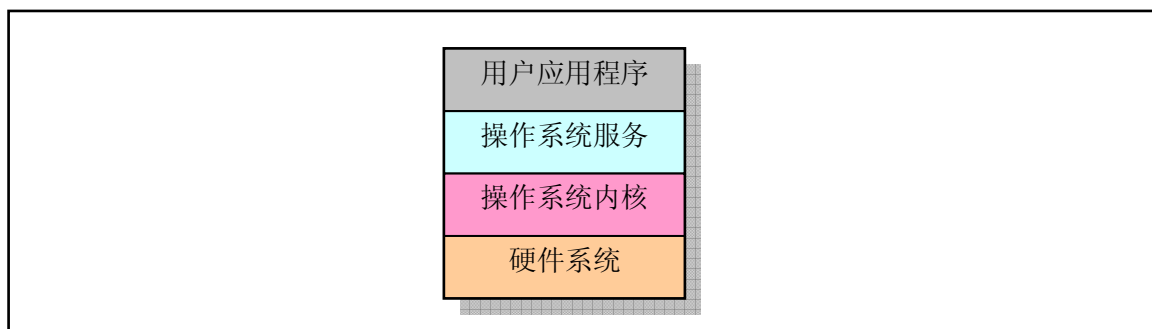 用户应用程序
操作系统服务
操作系统内核
硬件系统